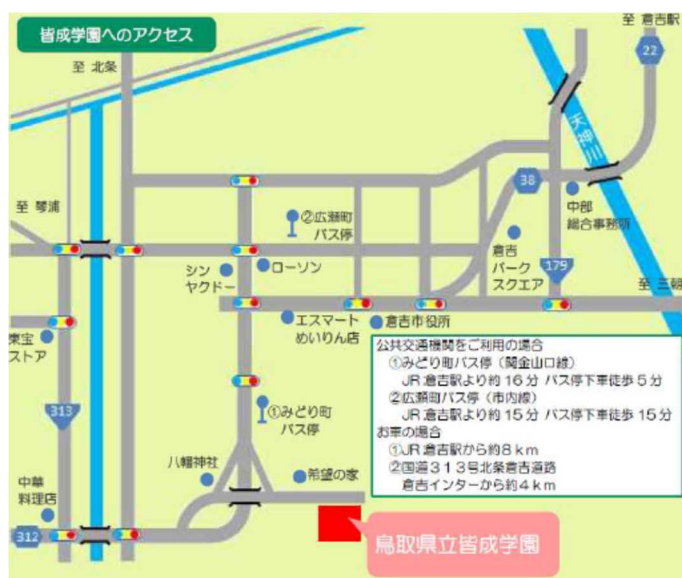 皆成学園へのアクセス
至 倉吉駅
至 北条
22
天神川
38
至 琴浦
②広瀬町
バス停
中部
総合事務所
倉吉
パーク
スクエア
シン
ヤクドー
ローソン
179
至 三朝
エスマート
めいりん店
倉吉市役所
東宝
ストア
公共交通機関をご利用の場合
①みどり町バス停（関金山口線）
JR倉吉駅より約16分 バス停下車徒歩5分
②広瀬町バス停（市内線）
JR倉吉駅より約15分 バス停下車徒歩15分
お車の場合
①JR倉吉駅から約8km
②国道313号北条倉吉道路
倉吉インターから約4km
313
①みどり町
バス停
八幡神社
希望の家
中華
料理店
312
鳥取県立皆成学園